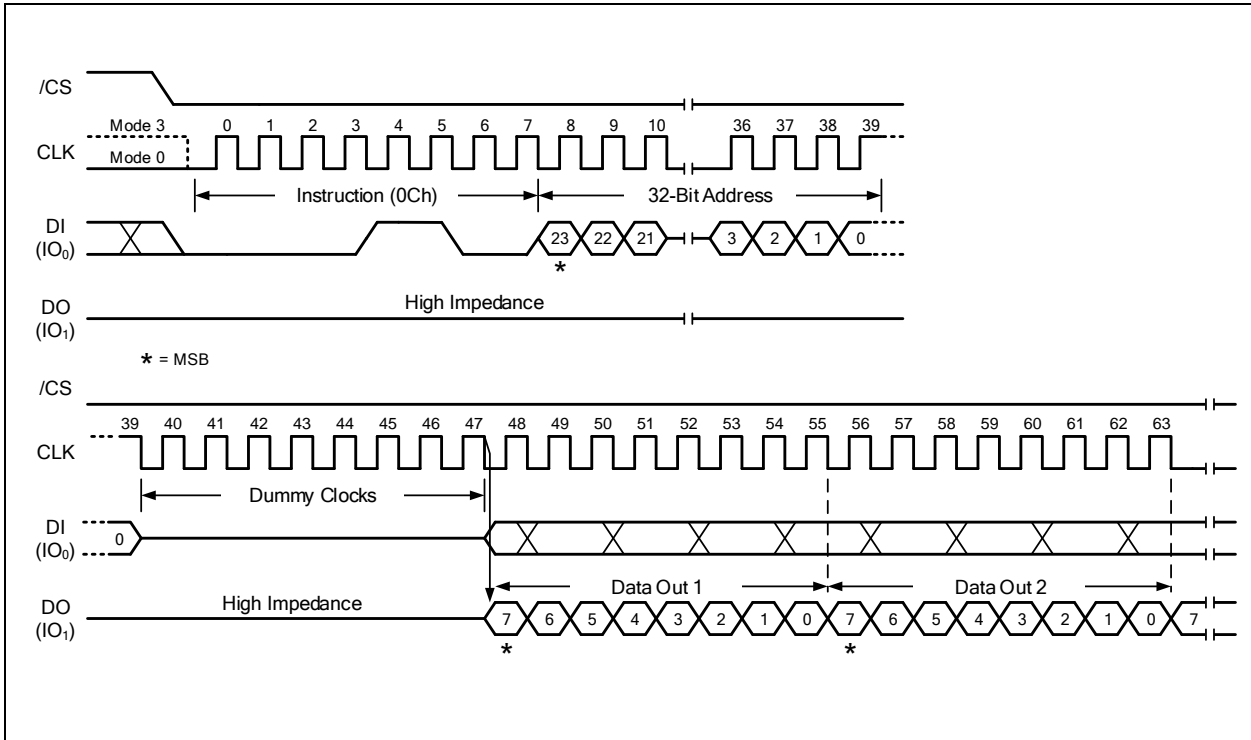 /CS
Mode 3 0 1 2 3 4 5 6 7 8 9 10 36 37 38 39
CLK Mode 0
Instruction (0Ch) 32-Bit Address
DI (IO₀) 23 22 21 3 2 1 0
*
High Impedance
DO (IO₁)
* = MSB
/CS
39 40 41 42 43 44 45 46 47 48 49 50 51 52 53 54 55 56 57 58 59 60 61 62 63
CLK
Dummy Clocks
DI (IO₀) 0
Data Out 1 Data Out 2
High Impedance
DO (IO₁) 7 6 5 4 3 2 1 0 7 6 5 4 3 2 1 0 7
* *